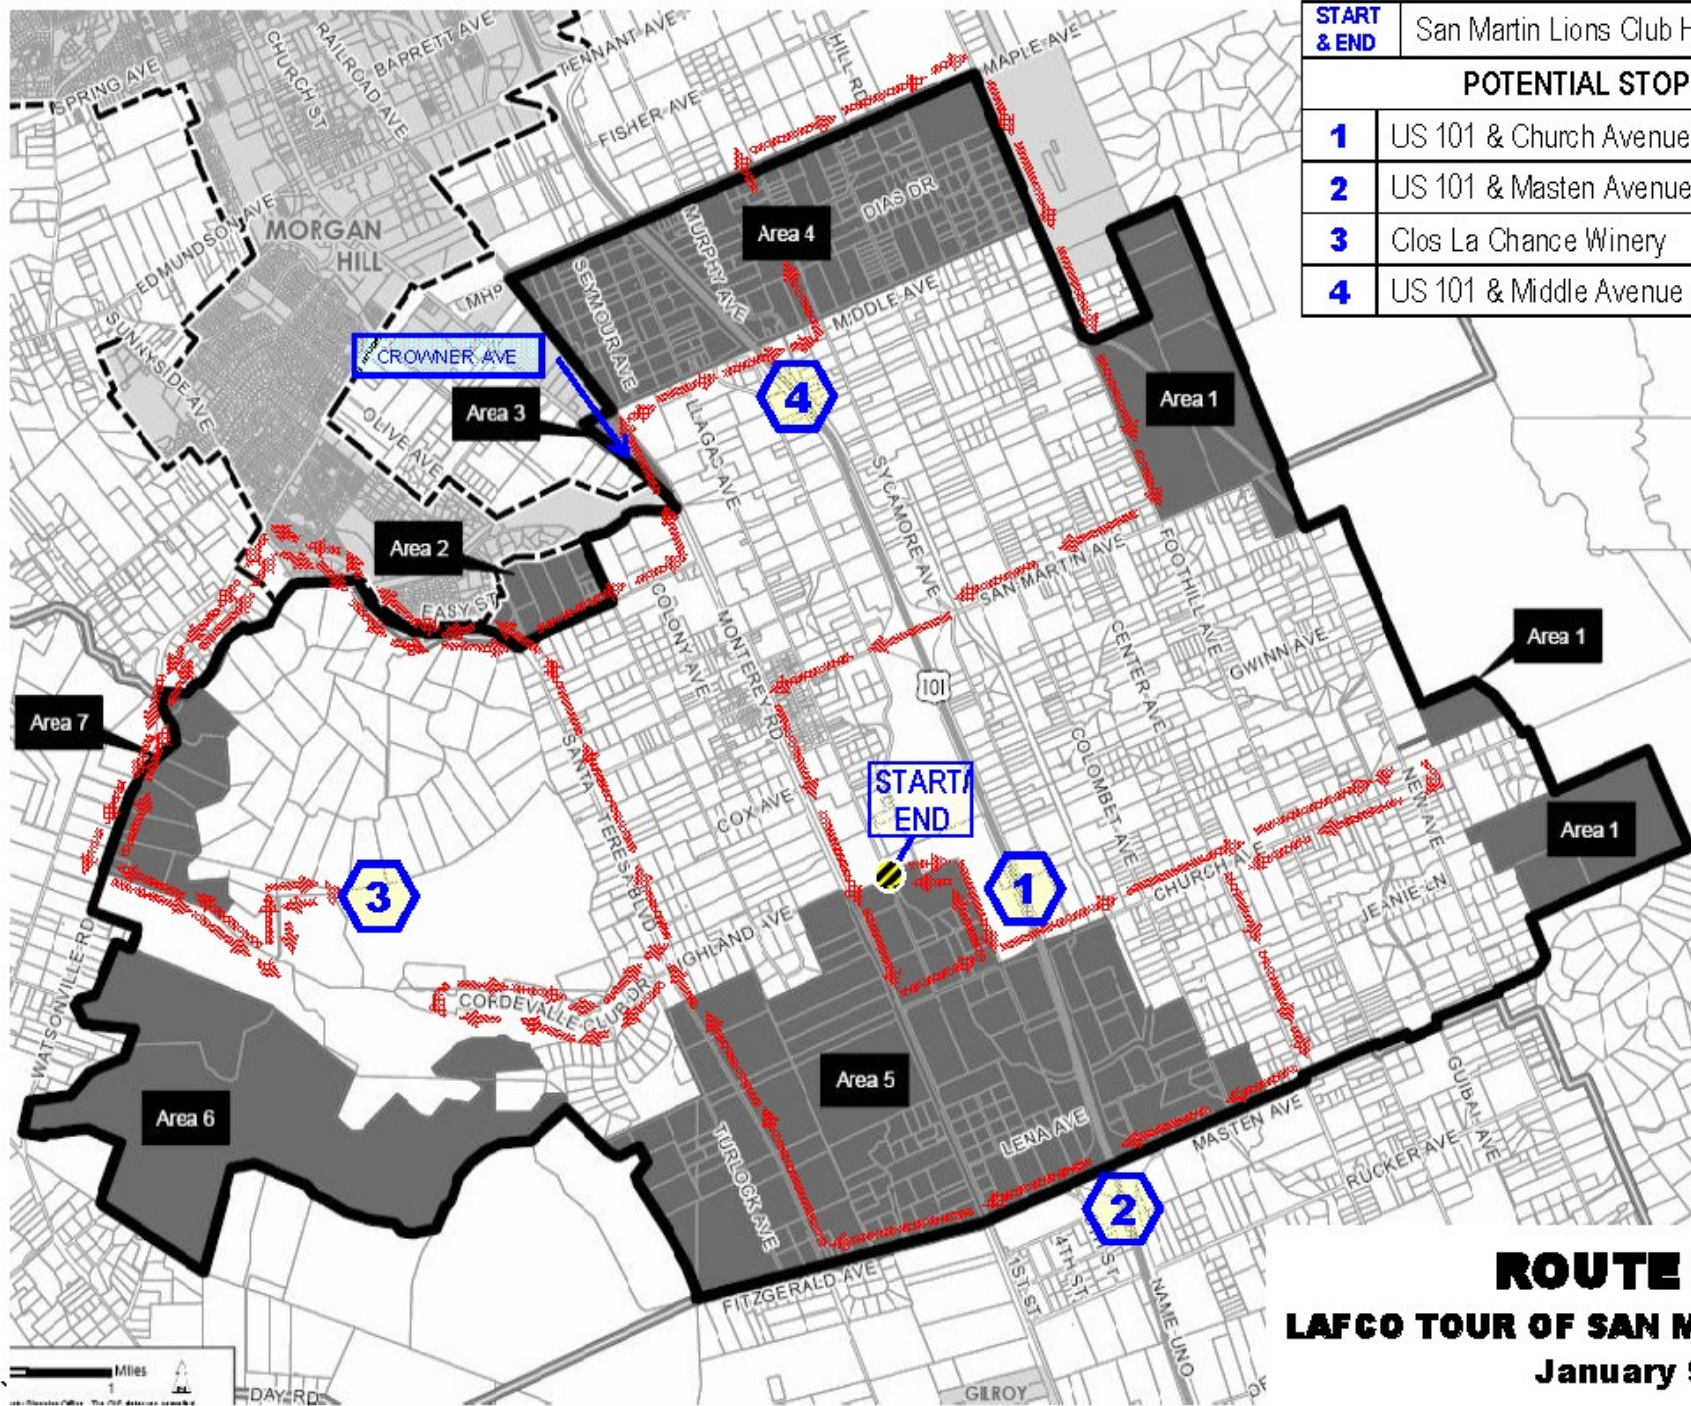 START
& END
San Martin Lions Club H
POTENTIAL STOP
1 US 101 & Church Avenue
2 US 101 & Masten Avenue
3 Clos La Chance Winery
4 US 101 & Middle Avenue
SPRING AVE
CHURCH ST
RAILROAD AVE
BARRETT AVE
TENNANT AVE
HILL RD
MAPLE AVE
FISHER AVE
EDMUNDSON AVE
MORGAN
HILL
MHP
SUNNYSIDE AVE
SEYMOUR AVE
MURPHY AVE
Area 4
DIAS DR
MIDDLE AVE
CROWNER AVE
Area 3
OLIVE AVE
LLAGAS AVE
4
Area 1
SYCAMORE AVE
Area 2
EASY ST
COLONY AVE
MONTEREY RD
SAN MARTIN AVE
FOOTHILL AVE
CENTER AVE
GWINN AVE
Area 1
101
Area 7
SANTA TERESA BLVD
COX AVE
START/
END
COLOMBET AVE
NEW AVE
Area 1
3
1
CHURCH AVE
JEANIE LN
HIGHLAND AVE
WATSONVILLE RD
CORDEVALLE CLUB DR
Area 5
Area 6
LENA AVE
MASTEN AVE
GUIBAL AVE
RUCKER AVE
TURLOCK AVE
2
FITZGERALD AVE
1ST ST
4TH ST
NAME UNO
DAY RD
GILROY
Miles
1
ROUTE
LAFCO TOUR OF SAN M
January